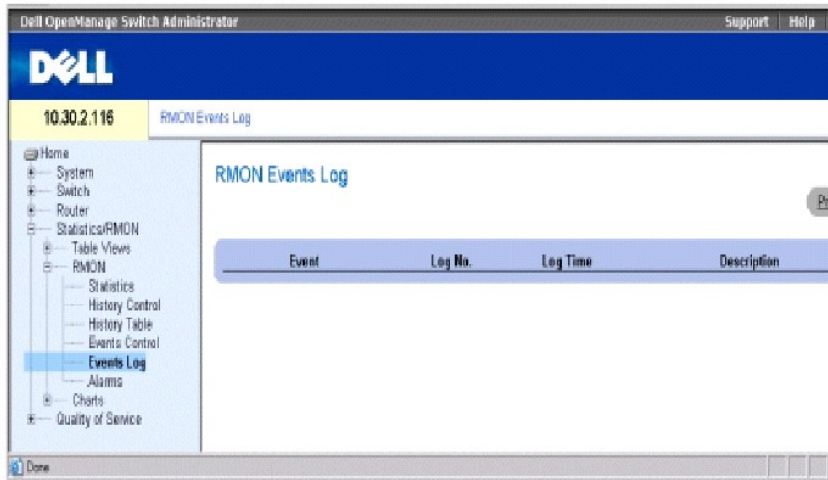 Dell OpenManage Switch Administrator
Support Help
DELL
10.30.2.116
RMON Events Log
Home
System
Switch
Router
Statistics/RMON
Table Views
RMON
Statistics
History Control
History Table
Events Control
Events Log
Alarms
Charts
Quality of Service
RMON Events Log
Event Log No. Log Time Description
Done